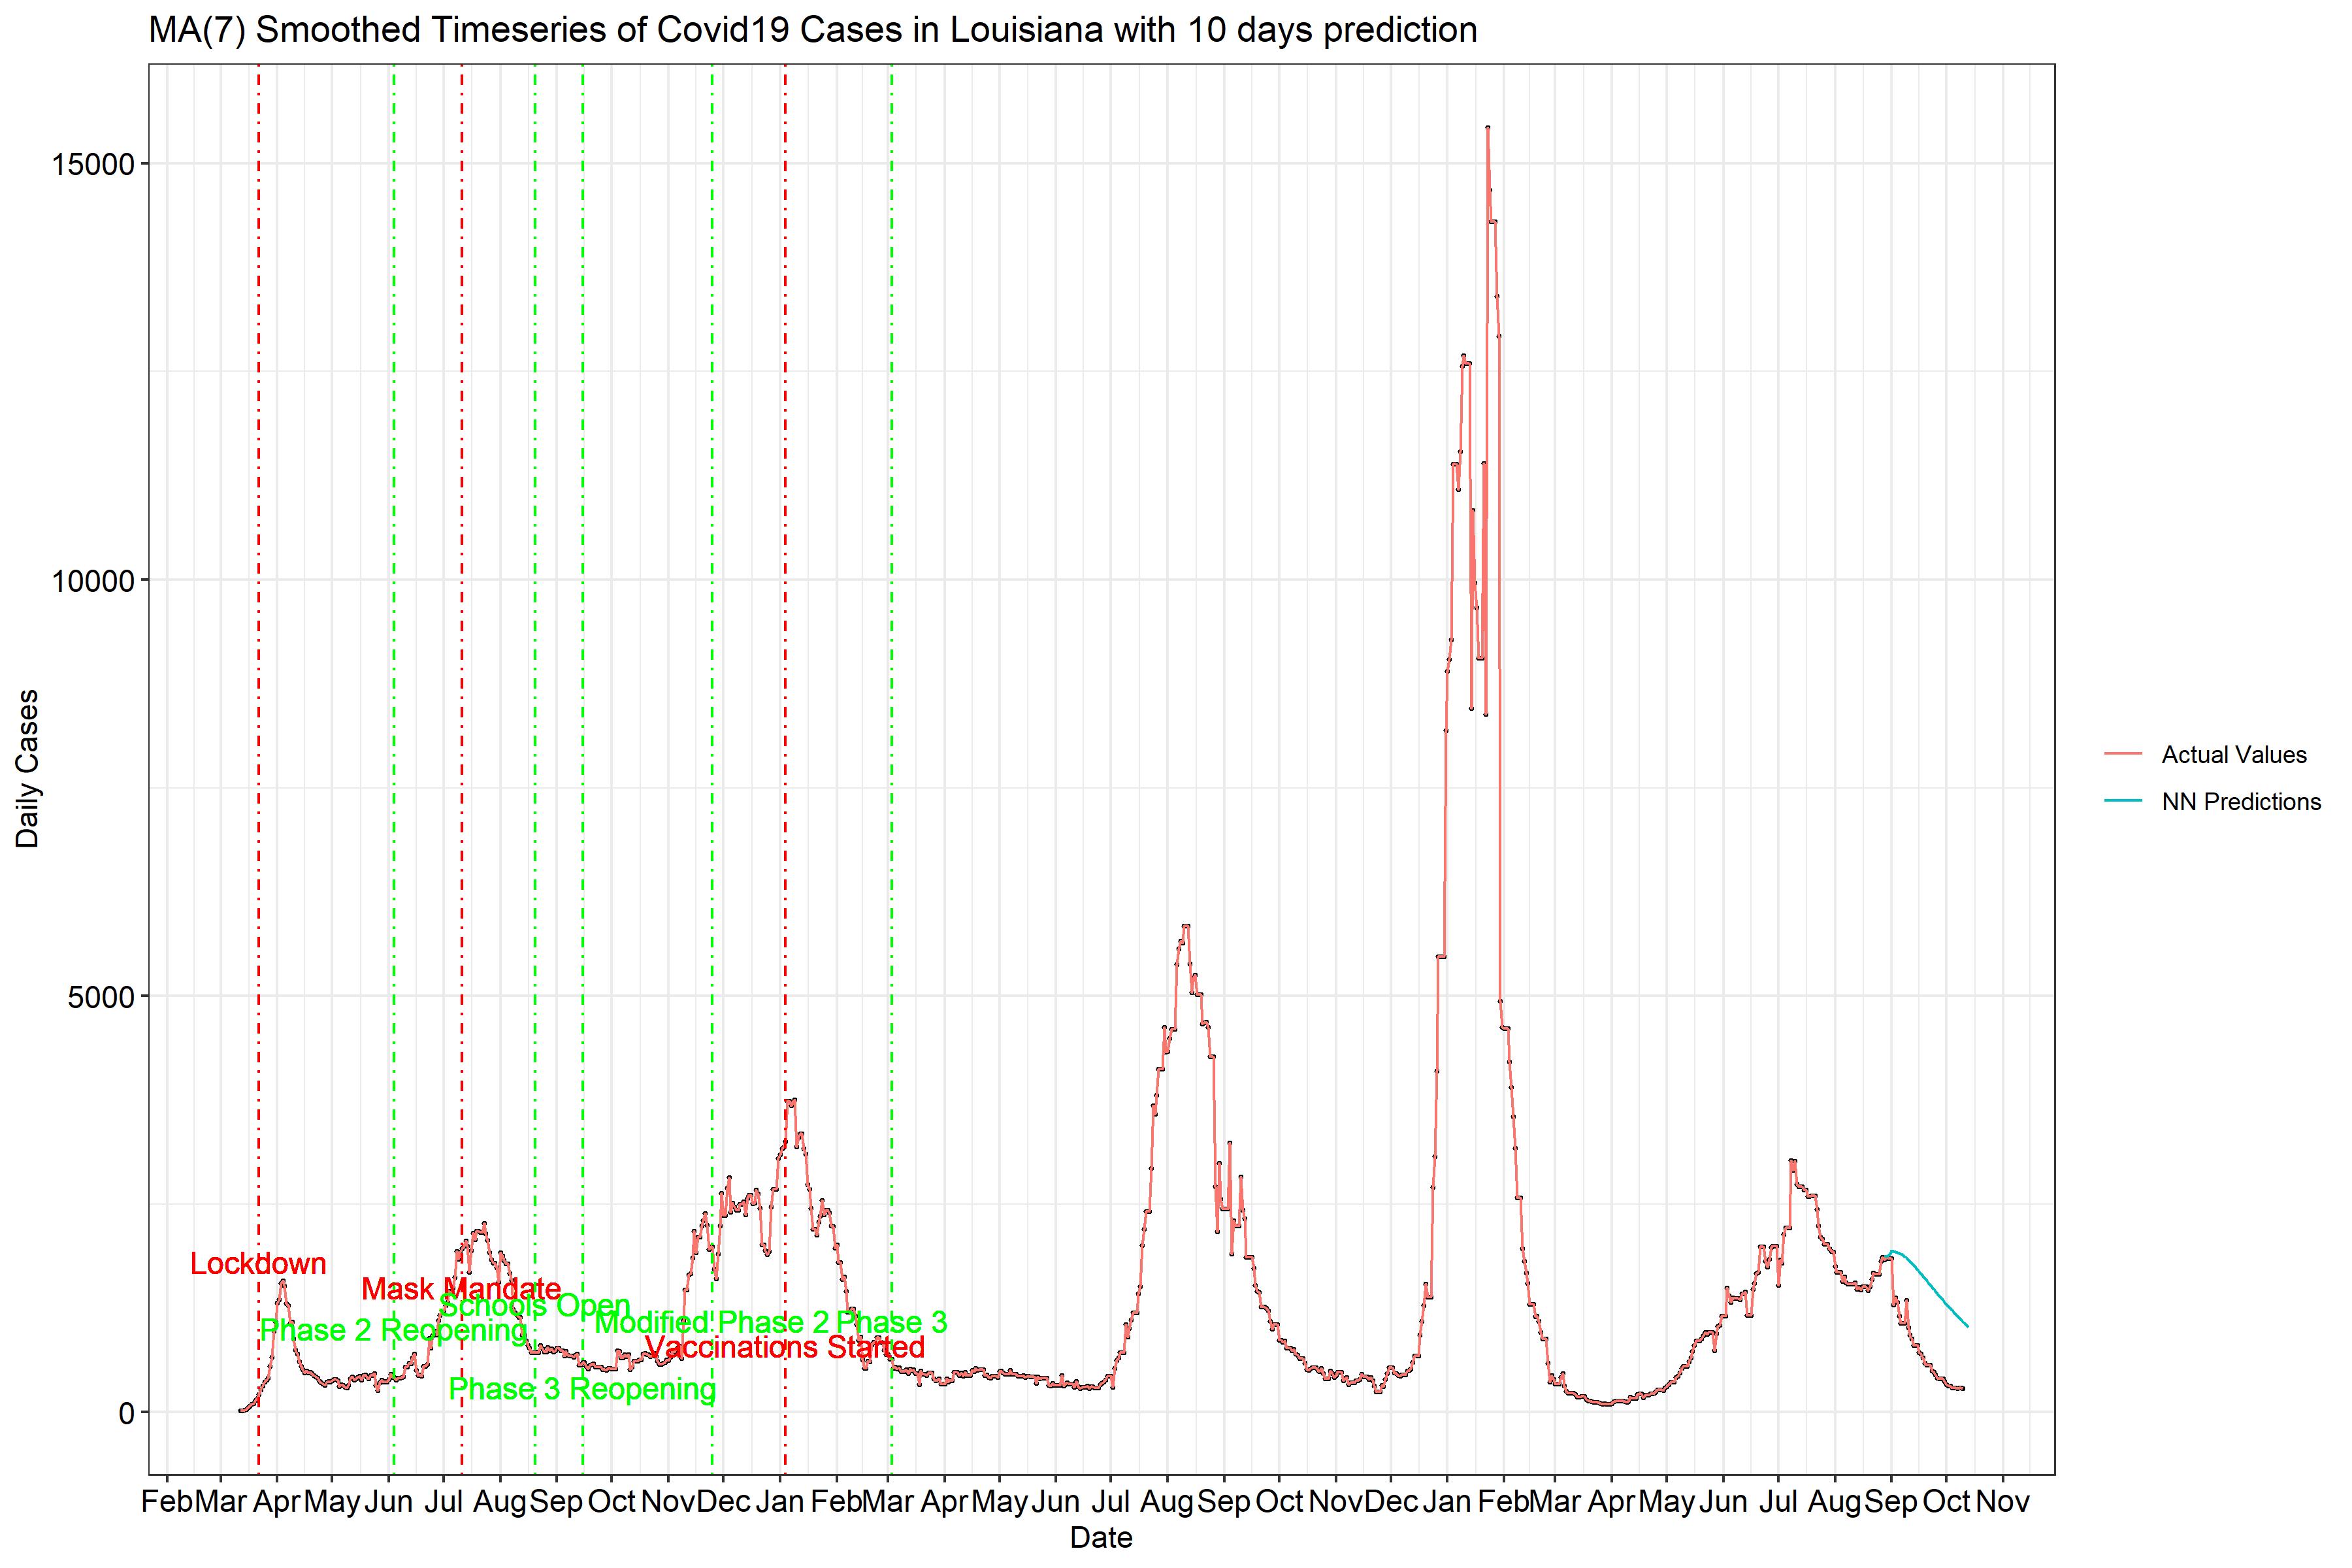 MA(7) Smoothed Timeseries of Covid19 Cases in Louisiana with 10 days prediction
15000
10000
5000
0
Daily Cases
Lockdown
Mask Mandate
Schools Open
Phase 2 Reopening
Modified Phase 2
Phase 3
Vaccinations Started
Phase 3 Reopening
Actual Values
NN Predictions
Feb Mar Apr May Jun Jul Aug Sep Oct Nov Dec Jan Feb Mar Apr May Jun Jul Aug Sep Oct Nov Dec Jan Feb Mar Apr May Jun Jul Aug Sep Oct Nov
Date